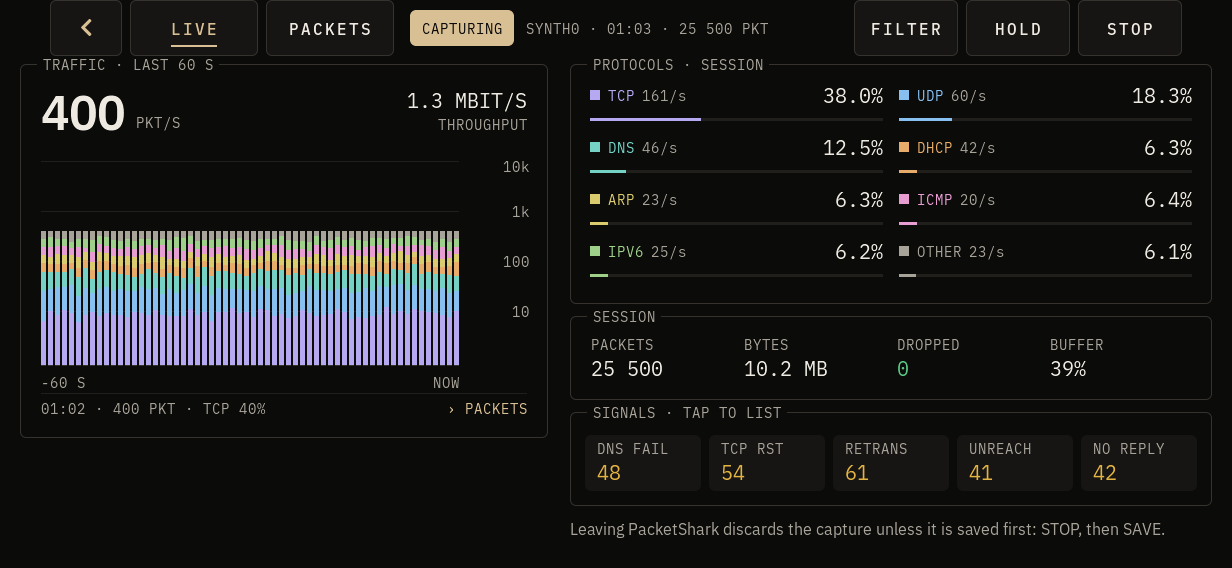 LIVE
PACKETS
CAPTURING
SYNTH0 · 01:03 · 25 500 PKT
FILTER
HOLD
STOP
TRAFFIC · LAST 60 S
400 PKT/S
1.3 MBIT/S
THROUGHPUT
10k
1k
100
10
-60 S
NOW
01:02 · 400 PKT · TCP 40%
› PACKETS
PROTOCOLS · SESSION
TCP 161/s 38.0%
UDP 60/s 18.3%
DNS 46/s 12.5%
DHCP 42/s 6.3%
ARP 23/s 6.3%
ICMP 20/s 6.4%
IPV6 25/s 6.2%
OTHER 23/s 6.1%
SESSION
PACKETS
25 500
BYTES
10.2 MB
DROPPED
0
BUFFER
39%
SIGNALS · TAP TO LIST
DNS FAIL
48
TCP RST
54
RETRANS
61
UNREACH
41
NO REPLY
42
Leaving PacketShark discards the capture unless it is saved first: STOP, then SAVE.